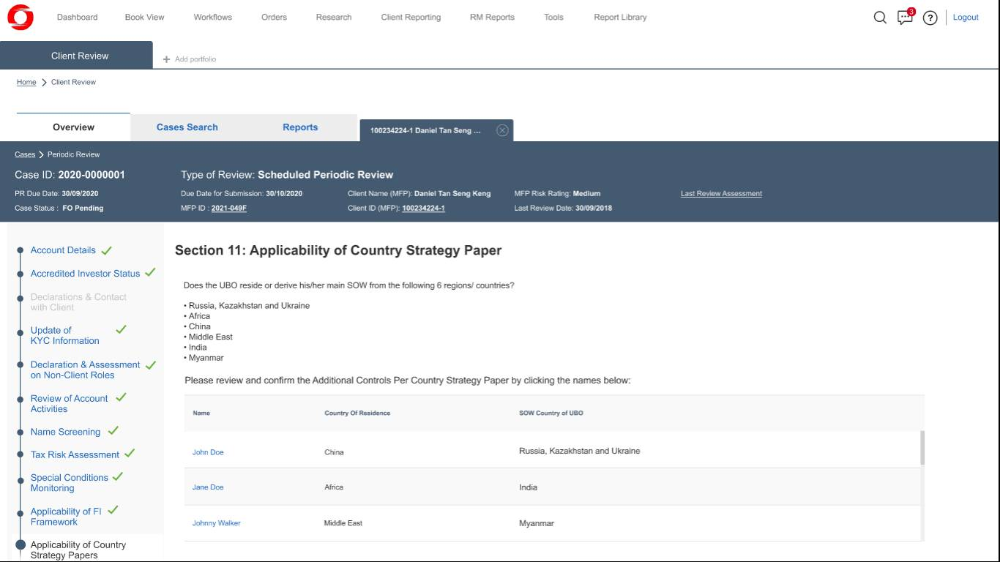 Dashboard Book View Workflows Orders Research Client Reporting RM Reports Tools Report Library 3 ? Logout
Client Review + Add portfolio
Home > Client Review
Overview Cases Search Reports 100234224-1 Daniel Tan Seng ...
Cases > Periodic Review
Case ID: 2020-0000001 Type of Review: Scheduled Periodic Review
PR Due Date: 30/09/2020 Due Date for Submission: 30/10/2020 Client Name (MFP): Daniel Tan Seng Keng MFP Risk Rating: Medium Last Review Assessment
Case Status : FO Pending MFP ID : 2021-049F Client ID (MFP): 100234224-1 Last Review Date: 30/09/2018
Account Details
Accredited Investor Status
Declarations & Contact
with Client
Update of
KYC Information
Declaration & Assessment
on Non-Client Roles
Review of Account
Activities
Name Screening
Tax Risk Assessment
Special Conditions
Monitoring
Applicability of FI
Framework
Applicability of Country
Strategy Papers
Section 11: Applicability of Country Strategy Paper
Does the UBO reside or derive his/her main SOW from the following 6 regions/ countries?
• Russia, Kazakhstan and Ukraine
• Africa
• China
• Middle East
• India
• Myanmar
Please review and confirm the Additional Controls Per Country Strategy Paper by clicking the names below:
Name Country Of Residence SOW Country of UBO
John Doe China Russia, Kazakhstan and Ukraine
Jane Doe Africa India
Johnny Walker Middle East Myanmar